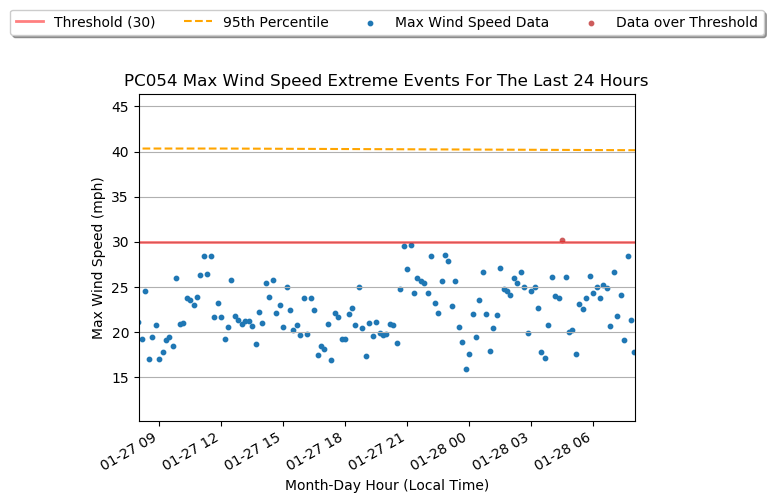 Threshold (30) 95th Percentile Max Wind Speed Data Data over Threshold
PC054 Max Wind Speed Extreme Events For The Last 24 Hours
45
40
35
30
25
20
15
Max Wind Speed (mph)
01-27 09 01-27 12 01-27 15 01-27 18 01-27 21 01-28 00 01-28 03 01-28 06
Month-Day Hour (Local Time)